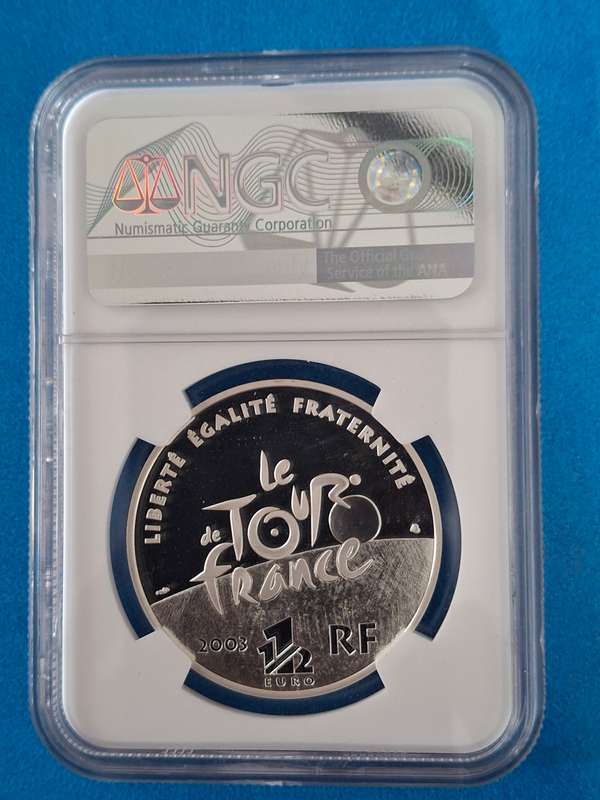 NGC
Numismatic Guaranty Corporation
The Official
Service of the ANA
LIBERTÉ ÉGALITÉ FRATERNITÉ
Le
de TOUR
france
2003 1 1/2 RF
EURO